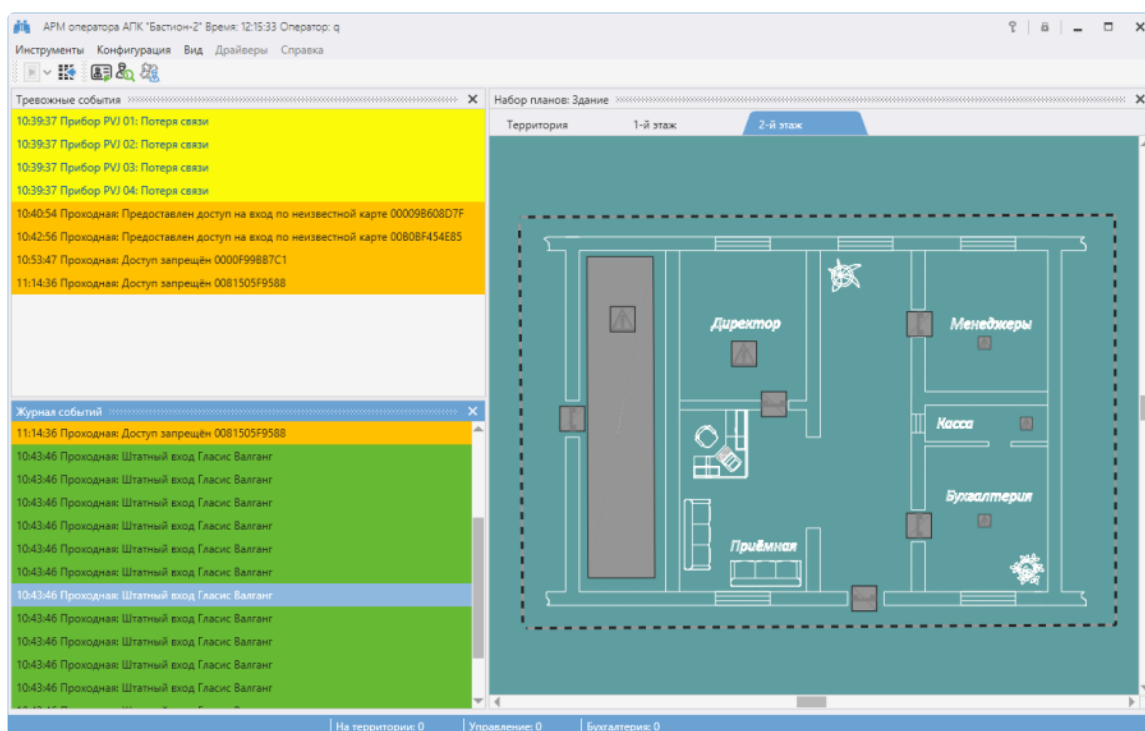 АРМ оператора АПК "Бастион-2" Время: 12:15:33 Оператор: q
Инструменты Конфигурация Вид Драйверы Справка
Тревожные события
10:39:37 Прибор PVJ 01: Потеря связи
10:39:37 Прибор PVJ 02: Потеря связи
10:39:37 Прибор PVJ 03: Потеря связи
10:39:37 Прибор PVJ 04: Потеря связи
10:40:54 Проходная: Предоставлен доступ на вход по неизвестной карте 00009B608D7F
10:42:56 Проходная: Предоставлен доступ на вход по неизвестной карте 00B0BF454E85
10:53:47 Проходная: Доступ запрещён 0000F99BB7C1
11:14:36 Проходная: Доступ запрещён 0081505F9588
Журнал событий
11:14:36 Проходная: Доступ запрещён 0081505F9588
10:43:46 Проходная: Штатный вход Гласис Валганг
10:43:46 Проходная: Штатный вход Гласис Валганг
10:43:46 Проходная: Штатный вход Гласис Валганг
10:43:46 Проходная: Штатный вход Гласис Валганг
10:43:46 Проходная: Штатный вход Гласис Валганг
10:43:46 Проходная: Штатный вход Гласис Валганг
10:43:46 Проходная: Штатный вход Гласис Валганг
10:43:46 Проходная: Штатный вход Гласис Валганг
10:43:46 Проходная: Штатный вход Гласис Валганг
10:43:46 Проходная: Штатный вход Гласис Валганг
10:43:46 Проходная: Штатный вход Гласис Валганг
Набор планов: Здание
Территория 1-й этаж 2-й этаж
Директор
Менеджеры
Касса
Бухгалтерия
Приёмная
На территории: 0 Управление: 0 Бухгалтерия: 0